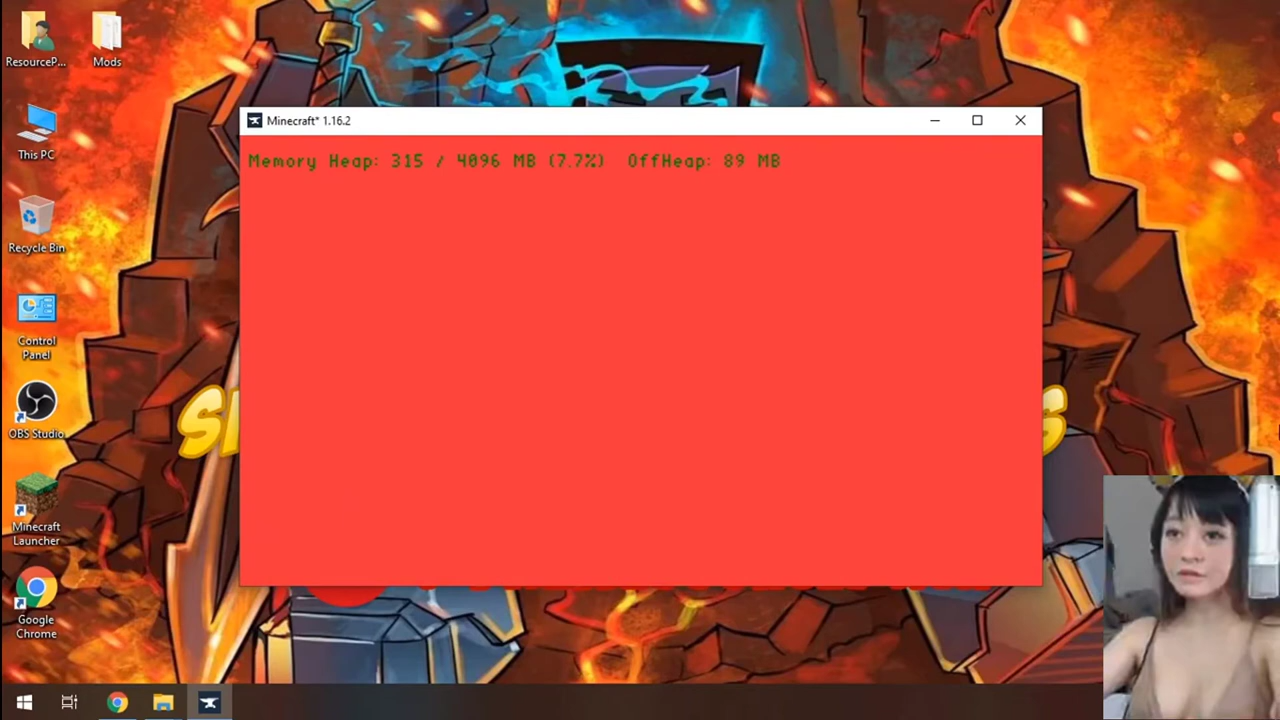 ResourceP...
Mods
This PC
Recycle Bin
Control
Panel
OBS Studio
Minecraft
Launcher
Google
Chrome
Minecraft* 1.16.2
Memory Heap: 315 / 4096 MB (7.7%) OffHeap: 89 MB